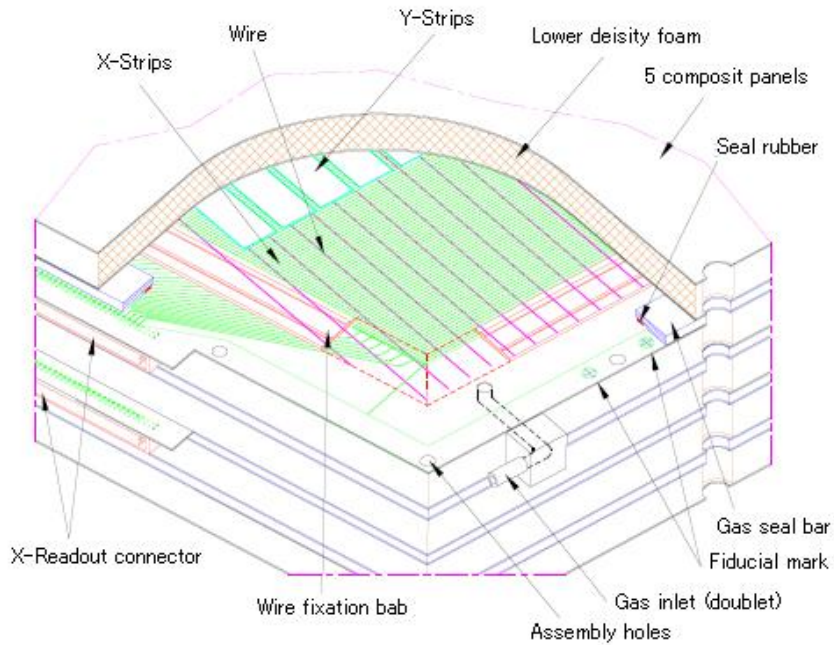 Y-Strips
Wire
Lower deisity foam
X-Strips
5 composit panels
Seal rubber
X-Readout connector
Gas seal bar
Fiducial mark
Gas inlet (doublet)
Wire fixation bab
Assembly holes